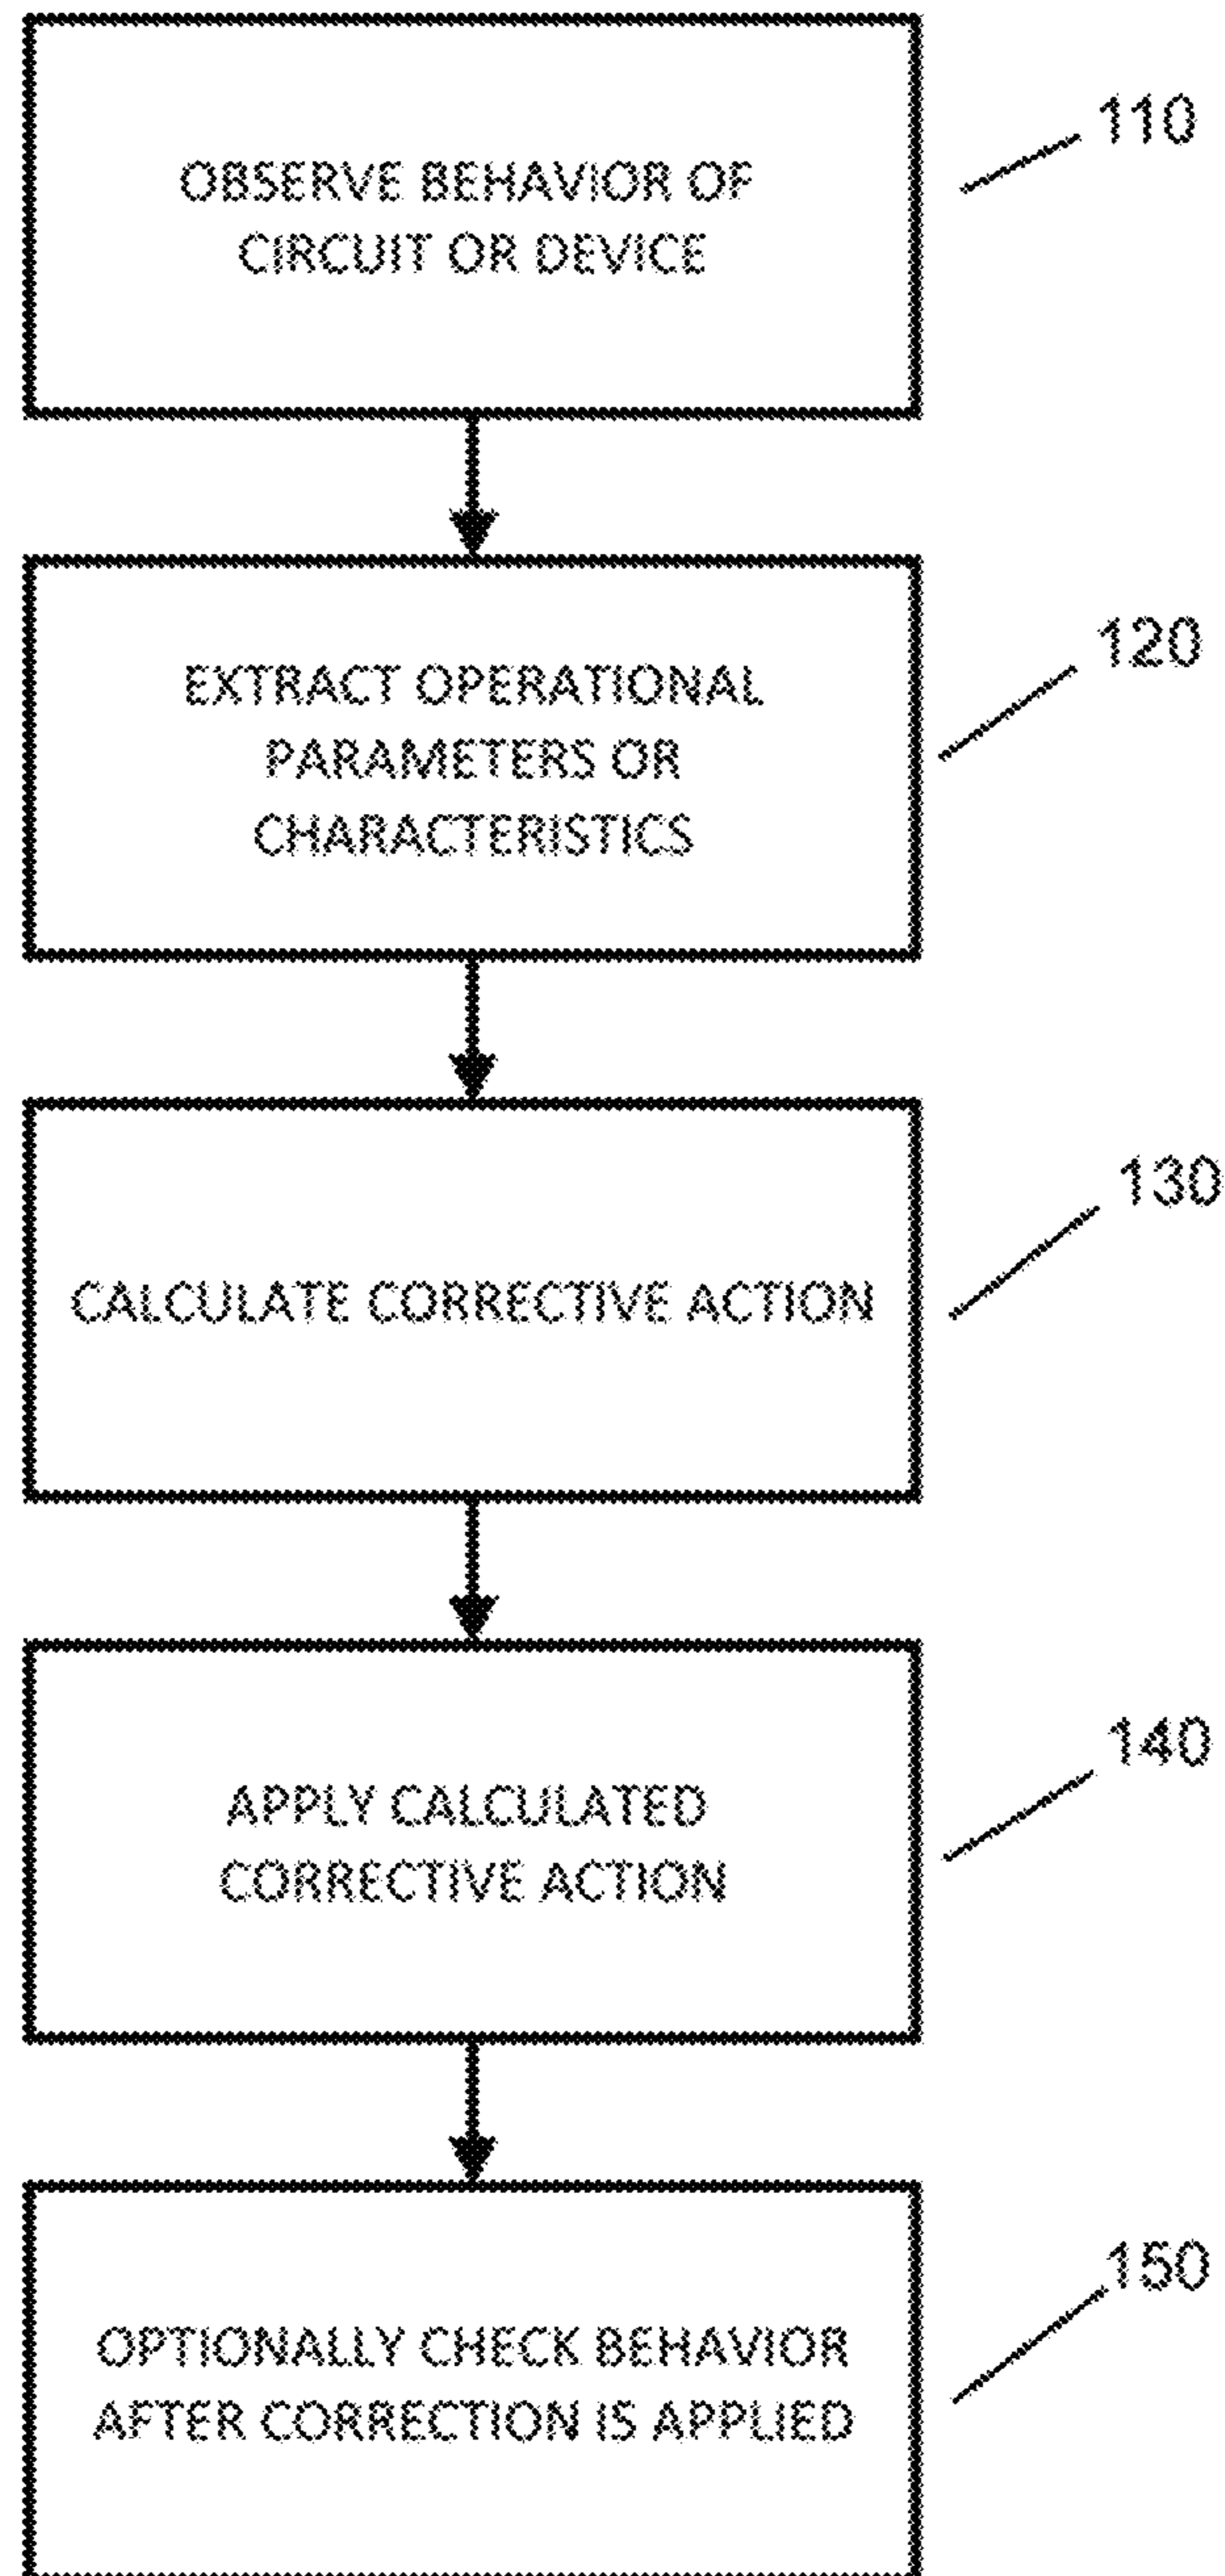 110
OBSERVE BEHAVIOR OF
CIRCUIT OR DEVICE
120
EXTRACT OPERATIONAL
PARAMETERS OR
CHARACTERISTICS
130
CALCULATE CORRECTIVE ACTION
140
APPLY CALCULATED
CORRECTIVE ACTION
150
OPTIONALLY CHECK BEHAVIOR
AFTER CORRECTION IS APPLIED